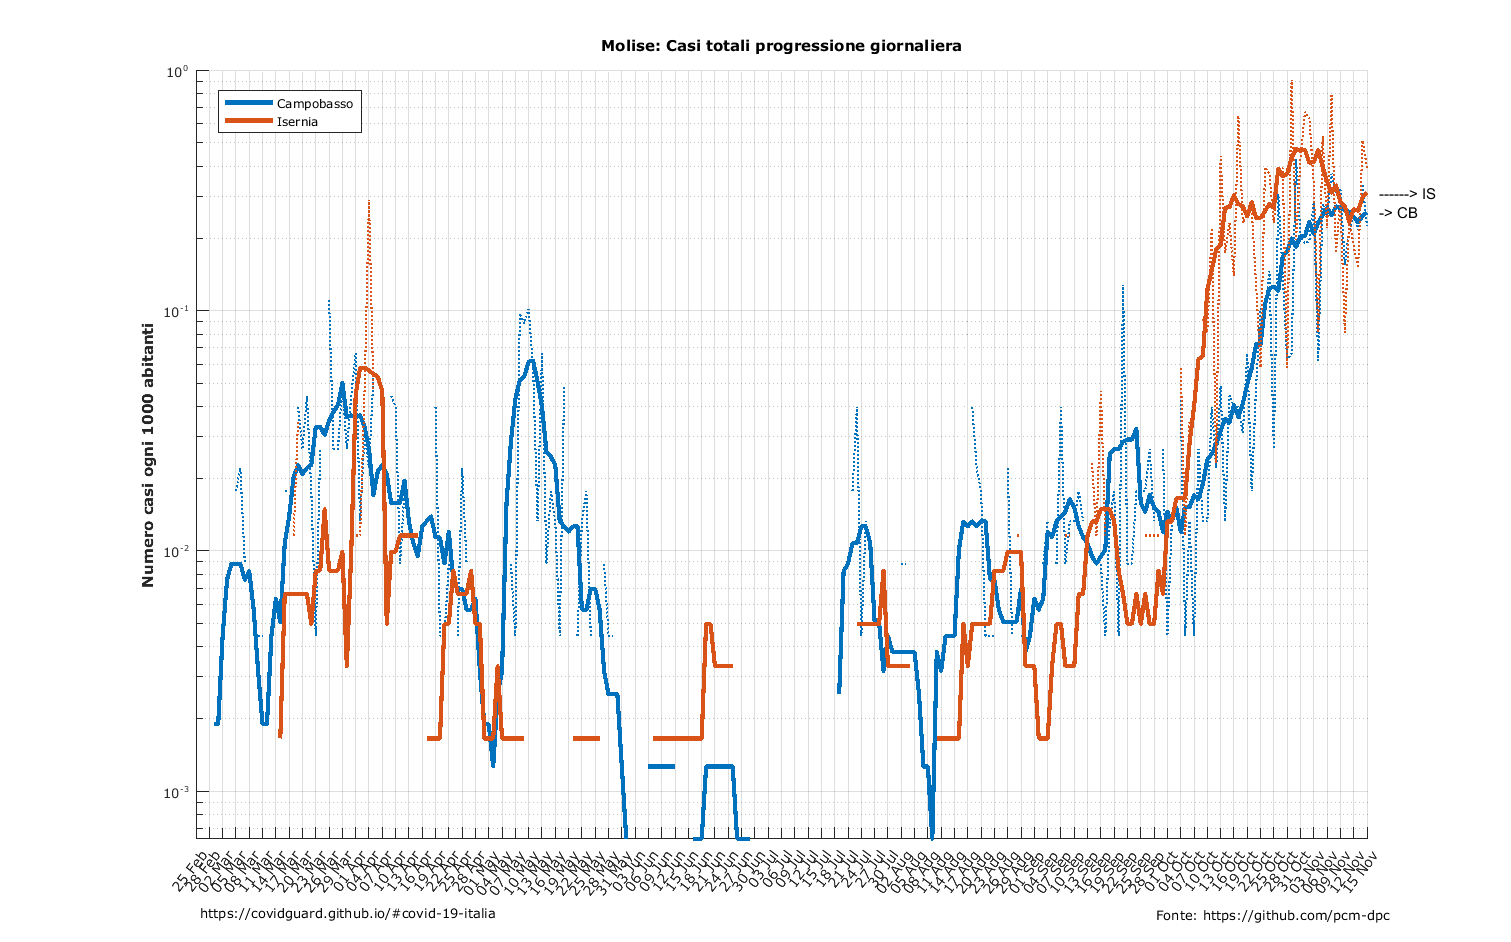 Molise: Casi totali progressione giornaliera
Campobasso
Isernia
10^0
10^-1
10^-2
10^-3
Numero casi ogni 1000 abitanti
------> IS
-> CB
25 Feb
28 Feb
02 Mar
05 Mar
08 Mar
11 Mar
14 Mar
17 Mar
20 Mar
23 Mar
26 Mar
29 Mar
01 Apr
04 Apr
07 Apr
10 Apr
13 Apr
16 Apr
19 Apr
22 Apr
25 Apr
28 Apr
01 May
04 May
07 May
10 May
13 May
16 May
19 May
22 May
25 May
28 May
31 May
03 Jun
06 Jun
09 Jun
12 Jun
15 Jun
18 Jun
21 Jun
24 Jun
27 Jun
30 Jun
03 Jul
06 Jul
09 Jul
12 Jul
15 Jul
18 Jul
21 Jul
24 Jul
27 Jul
30 Jul
02 Aug
05 Aug
08 Aug
11 Aug
14 Aug
17 Aug
20 Aug
23 Aug
26 Aug
29 Aug
01 Sep
04 Sep
07 Sep
10 Sep
13 Sep
16 Sep
19 Sep
22 Sep
25 Sep
28 Sep
01 Oct
04 Oct
07 Oct
10 Oct
13 Oct
16 Oct
19 Oct
22 Oct
25 Oct
28 Oct
31 Oct
03 Nov
06 Nov
09 Nov
12 Nov
15 Nov
https://covidguard.github.io/#covid-19-italia
Fonte: https://github.com/pcm-dpc